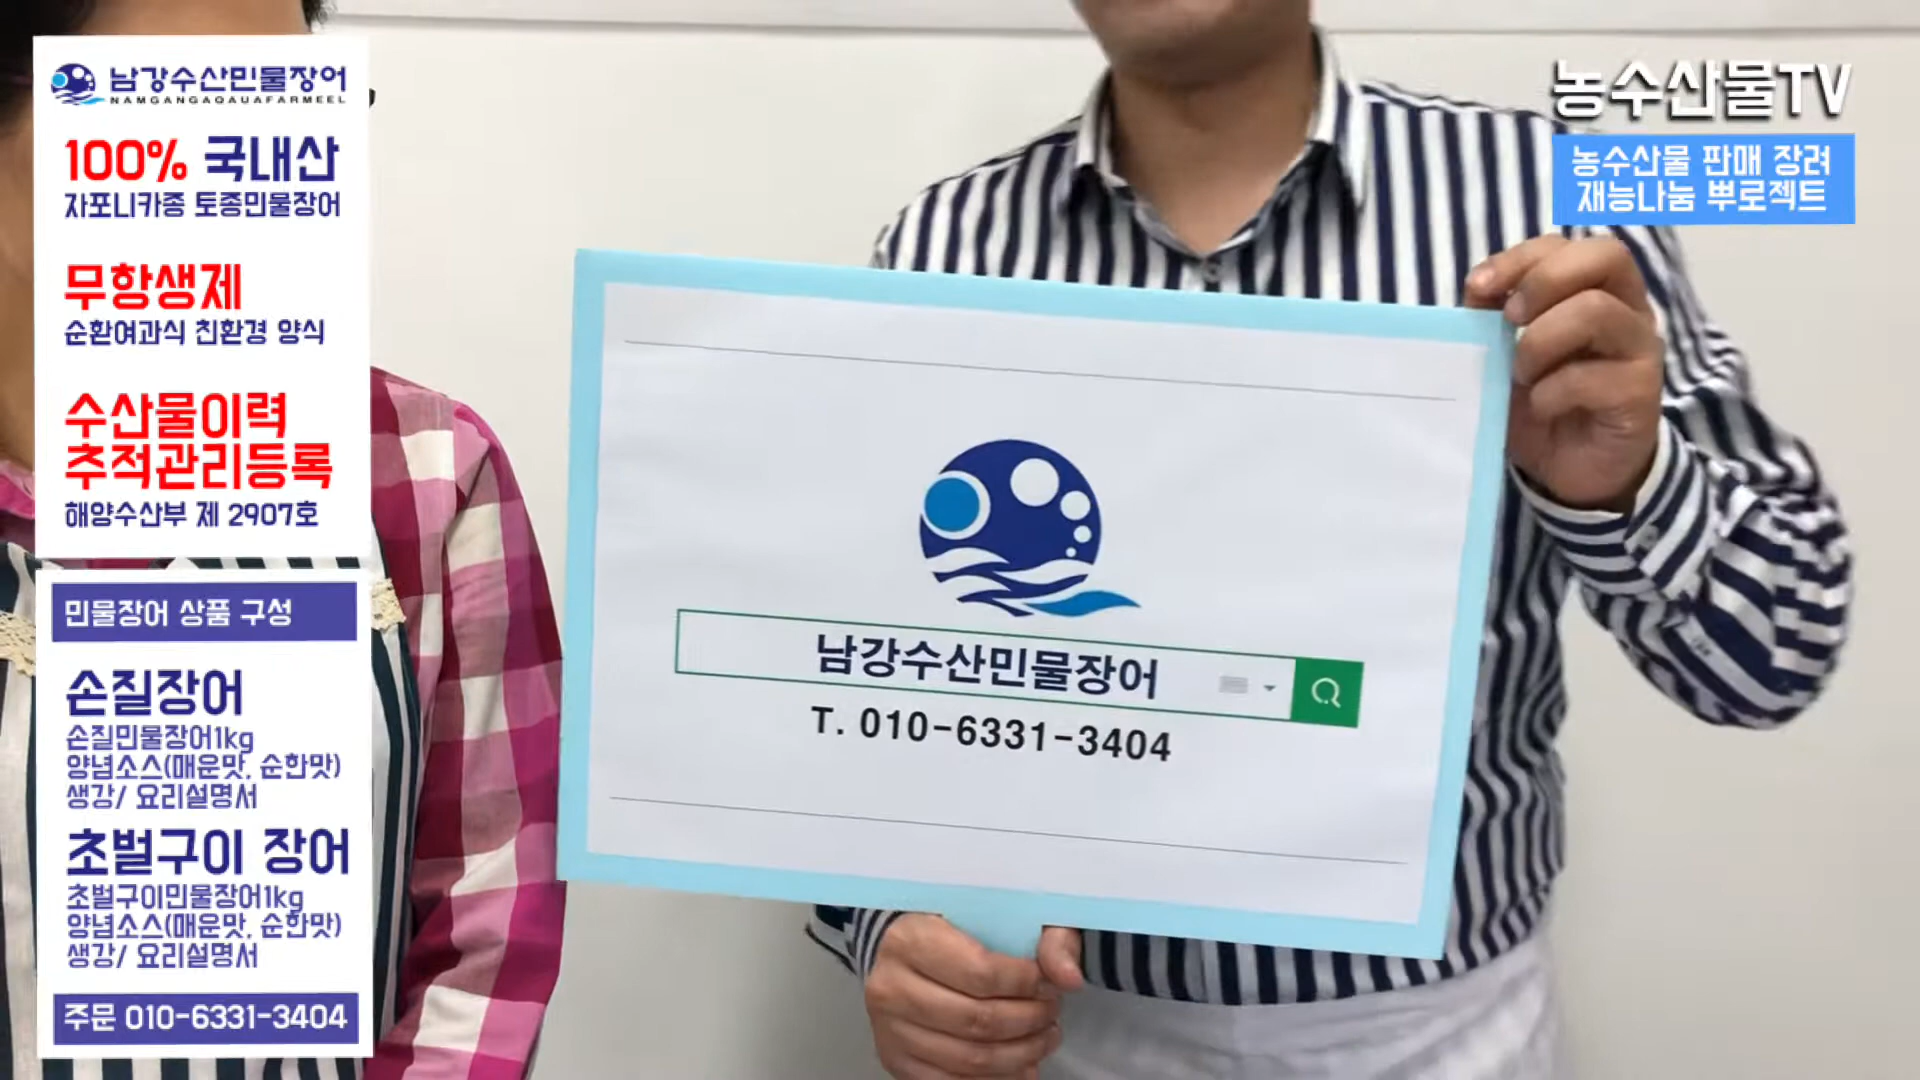 남강수산민물장어
NAMGANGAQAUAFARMEEL
100% 국내산
자포니카종 토종민물장어
무항생제
순환여과식 친환경 양식
수산물이력
추적관리등록
해양수산부 제 2907호
민물장어 상품 구성
손질장어
손질민물장어1kg
양념소스(매운맛, 순한맛)
생강/ 요리설명서
초벌구이 장어
초벌구이민물장어1kg
양념소스(매운맛, 순한맛)
생강/ 요리설명서
주문 010-6331-3404
남강수산민물장어
T. 010-6331-3404
농수산물TV
농수산물 판매 장려
재능나눔 뿌로젝트